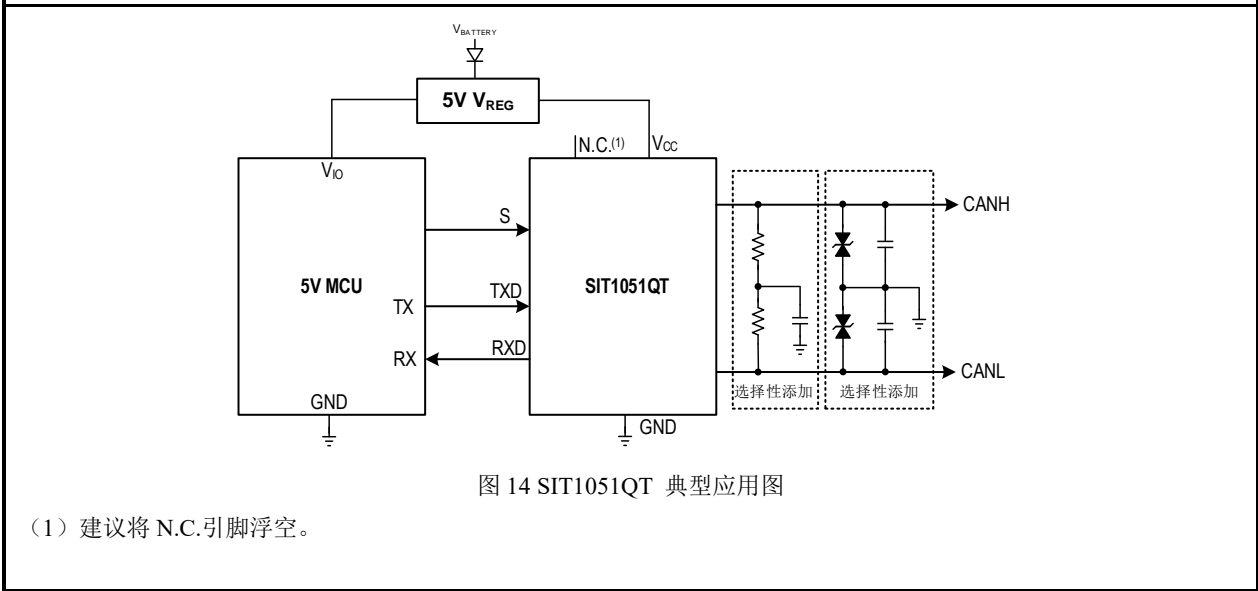 VBATTERY
5V VREG
N.C.(1)
VCC
VIO
S
CANH
5V MCU
SIT1051QT
TX
TXD
RX
RXD
CANL
选择性添加
选择性添加
GND
GND
图 14 SIT1051QT 典型应用图
（1）建议将 N.C.引脚浮空。